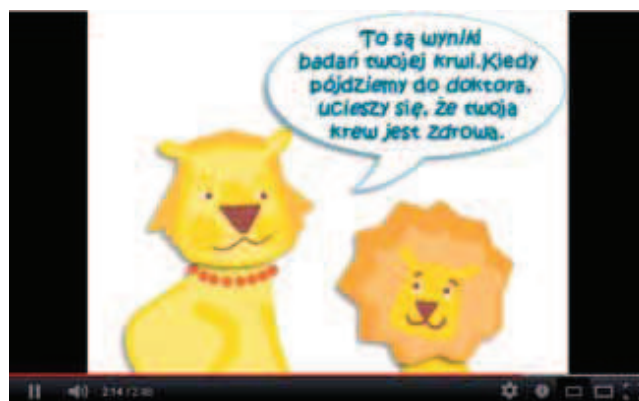 To są wyniki
badań twojej krwi.Kiedy
pójdziemy do doktora,
ucieszy się, że twoja
krew jest zdrowa.